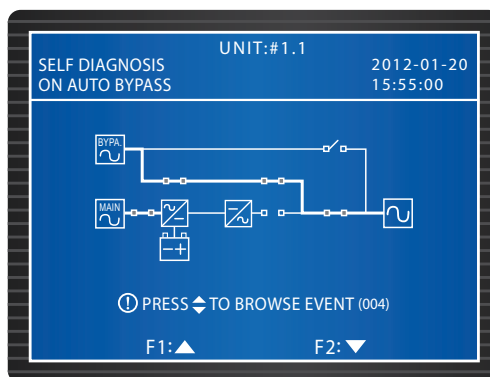 UNIT:#1.1
SELF DIAGNOSIS
2012-01-20
ON AUTO BYPASS
15:55:00
BYPA.
MAIN
PRESS TO BROWSE EVENT (004)
F1:
F2: